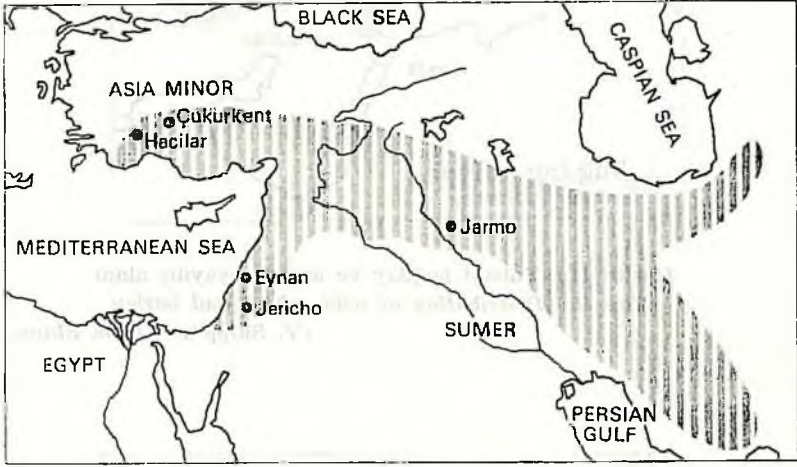 BLACK SEA
CASPIAN SEA
ASIA MINOR
Çukurkent
Hacilar
Jarmo
MEDITERRANEAN SEA
Eynan
Jericho
SUMER
EGYPT
PERSIAN
GULF